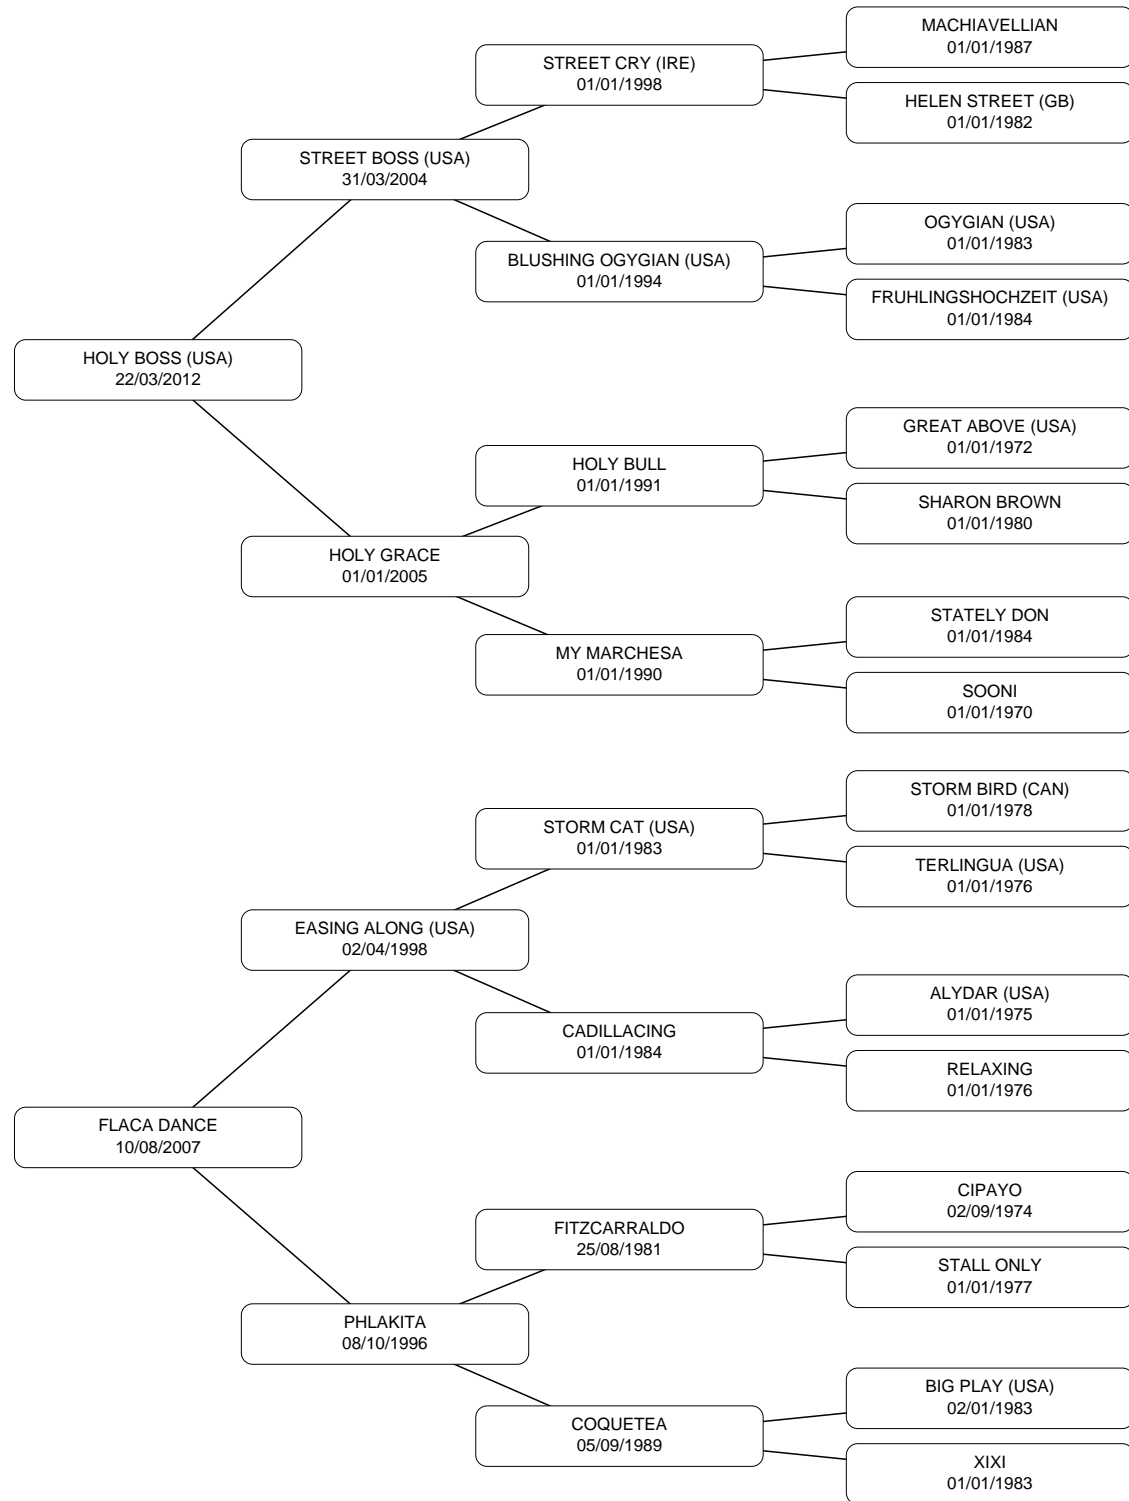 MACHIAVELLIAN
01/01/1987
STREET CRY (IRE)
01/01/1998
HELEN STREET (GB)
01/01/1982
STREET BOSS (USA)
31/03/2004
OGYGIAN (USA)
01/01/1983
BLUSHING OGYGIAN (USA)
01/01/1994
FRUHLINGSHOCHZEIT (USA)
01/01/1984
HOLY BOSS (USA)
22/03/2012
GREAT ABOVE (USA)
01/01/1972
HOLY BULL
01/01/1991
SHARON BROWN
01/01/1980
HOLY GRACE
01/01/2005
STATELY DON
01/01/1984
MY MARCHESA
01/01/1990
SOONI
01/01/1970
STORM BIRD (CAN)
01/01/1978
STORM CAT (USA)
01/01/1983
TERLINGUA (USA)
01/01/1976
EASING ALONG (USA)
02/04/1998
ALYDAR (USA)
01/01/1975
CADILLACING
01/01/1984
RELAXING
01/01/1976
FLACA DANCE
10/08/2007
CIPAYO
02/09/1974
FITZCARRALDO
25/08/1981
STALL ONLY
01/01/1977
PHLAKITA
08/10/1996
BIG PLAY (USA)
02/01/1983
COQUETEA
05/09/1989
XIXI
01/01/1983